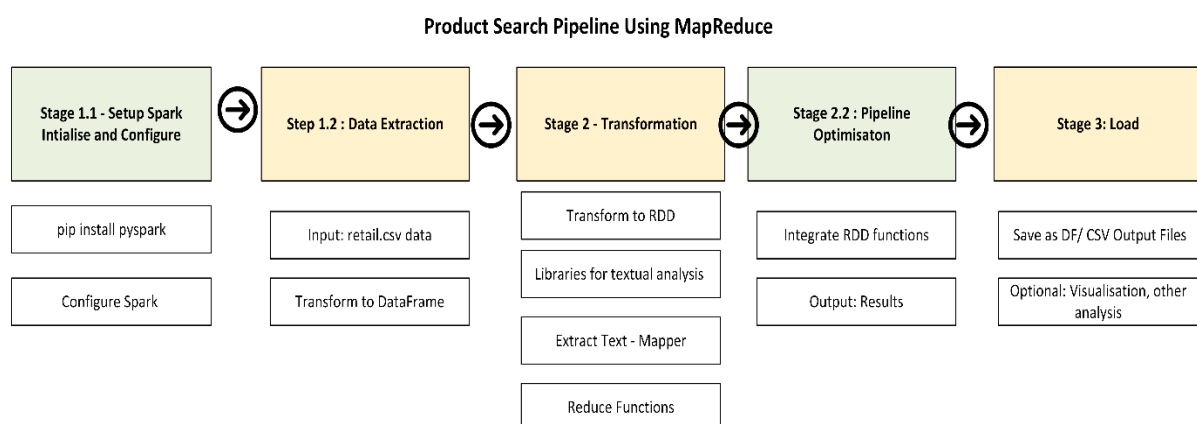 Product Search Pipeline Using MapReduce
Stage 1.1 - Setup Spark
Intialise and Configure
Step 1.2 : Data Extraction
Stage 2 - Transformation
Stage 2.2 : Pipeline
Optimisaton
Stage 3: Load
pip install pyspark
Configure Spark
Input: retail.csv data
Transform to DataFrame
Transform to RDD
Libraries for textual analysis
Extract Text - Mapper
Reduce Functions
Integrate RDD functions
Output: Results
Save as DF/ CSV Output Files
Optional: Visualisation, other
analysis